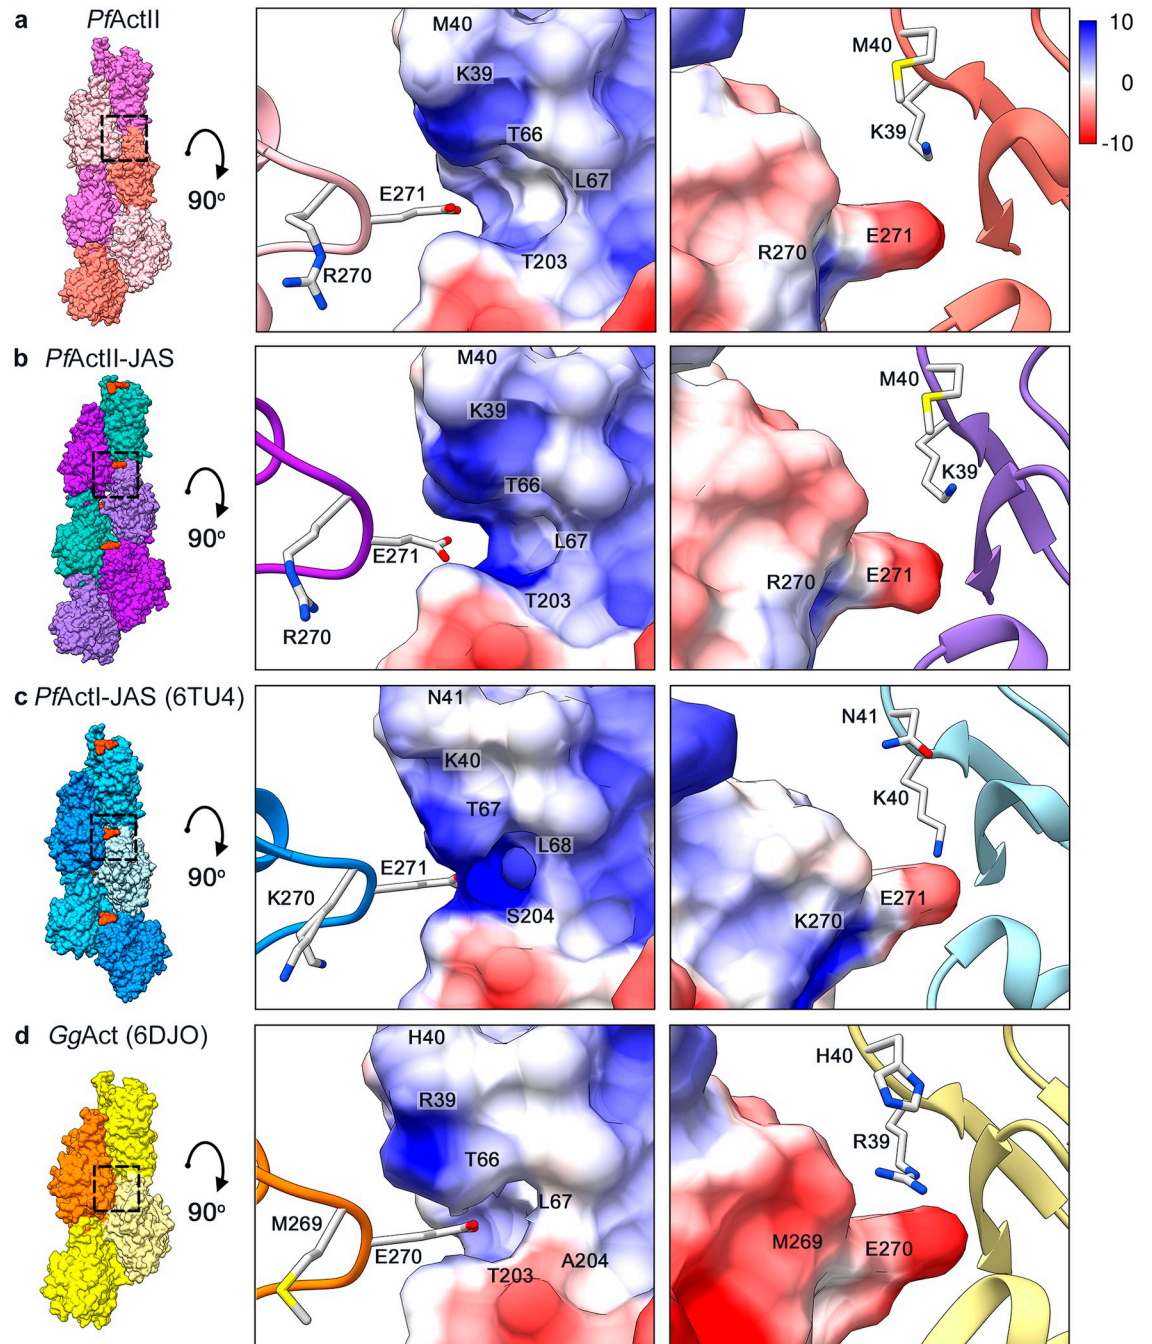 a PfActII
90°
M40
K39
T66
L67
E271
R270
T203
M40
K39
R270
E271
10
0
-10
b PfActII-JAS
90°
M40
K39
T66
L67
E271
T203
R270
M40
K39
R270
E271
c PfActI-JAS (6TU4)
90°
N41
K40
T67
L68
E271
K270
S204
N41
K40
K270
E271
d GgAct (6DJO)
90°
H40
R39
T66
L67
M269
E270
A204
T203
H40
R39
M269
E270